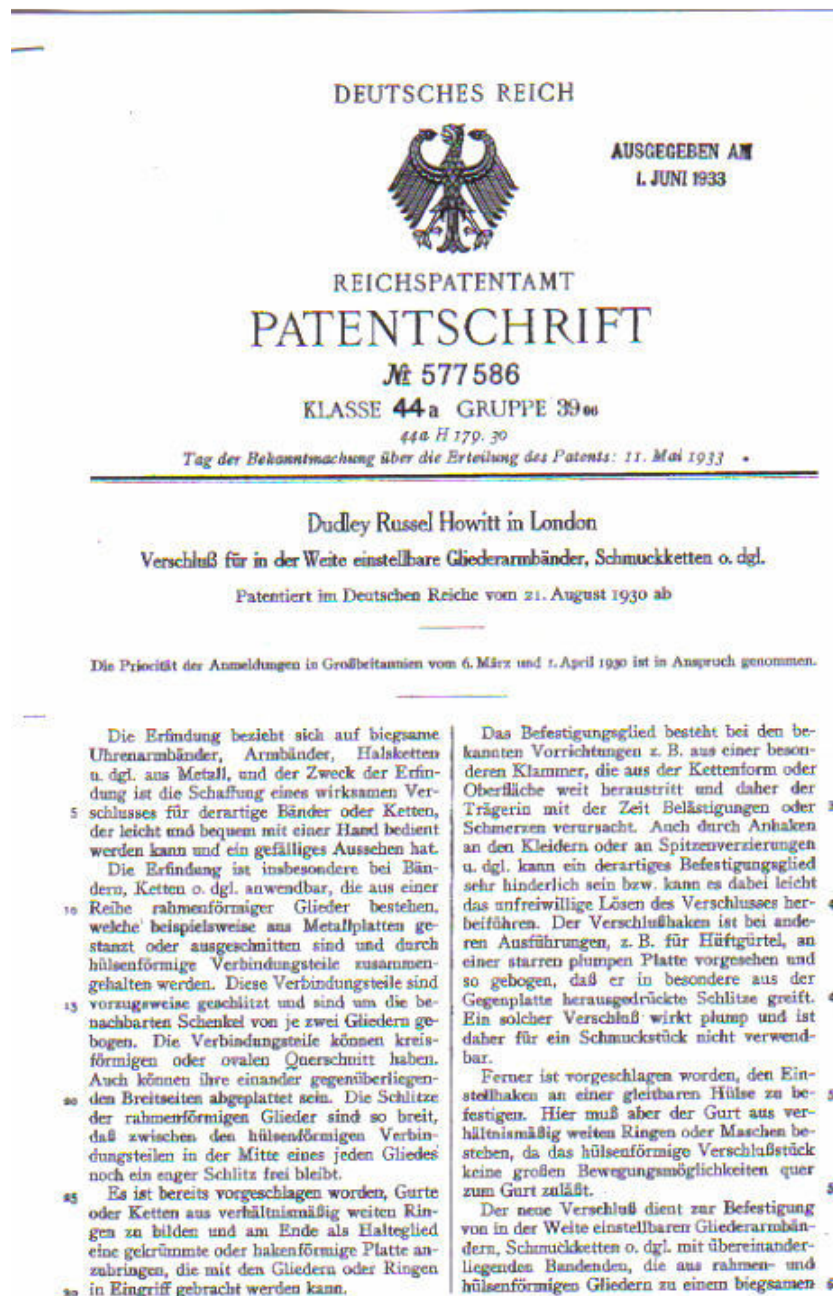 DEUTSCHES REICH
AUSGEGEBEN AM
1. JUNI 1933
REICHSPATENTAMT
PATENTSCHRIFT
№ 577586
KLASSE 44a GRUPPE 39 06
44a H 179. 30
Tag der Bekanntmachung über die Erteilung des Patents: 11. Mai 1933
Dudley Russel Howitt in London
Verschluß für in der Weite einstellbare Gliederarmbänder, Schmuckketten o. dgl.
Patentiert im Deutschen Reiche vom 21. August 1930 ab
Die Priorität der Anmeldungen in Großbritannien vom 6. März und 1. April 1930 ist in Anspruch genommen.
Die Erfindung bezieht sich auf biegsame
Uhrenarmbänder, Armbänder, Halsketten
u. dgl. aus Metall, und der Zweck der Erfin-
dung ist die Schaffung eines wirksamen Ver-
5 schlusses für derartige Bänder oder Ketten,
der leicht und bequem mit einer Hand bedient
werden kann und ein gefälliges Aussehen hat.
Die Erfindung ist insbesondere bei Bän-
dern, Ketten o. dgl. anwendbar, die aus einer
10 Reihe rahmenförmiger Glieder bestehen,
welche beispielsweise aus Metallplatten ge-
stanzt oder ausgeschnitten sind und durch
hülsenförmige Verbindungsteile zusammen-
gehalten werden. Diese Verbindungsteile sind
15 vorzugsweise geschlitzt und sind um die be-
nachbarten Schenkel von je zwei Gliedern ge-
bogen. Die Verbindungsteile können kreis-
förmigen oder ovalen Querschnitt haben.
Auch können ihre einander gegenüberliegen-
20 den Breitseiten abgeplattet sein. Die Schlitze
der rahmenförmigen Glieder sind so breit,
daß zwischen den hülsenförmigen Verbin-
dungsteilen in der Mitte eines jeden Gliedes
noch ein enger Schlitz frei bleibt.
25 Es ist bereits vorgeschlagen worden, Gurte
oder Ketten aus verhältnismäßig weiten Rin-
gen zu bilden und am Ende als Halteglied
eine gekrümmte oder hakenförmige Platte an-
zubringen, die mit den Gliedern oder Ringen
30 in Eingriff gebracht werden kann.
Das Befestigungsglied besteht bei den be-
kannten Vorrichtungen z. B. aus einer beson-
deren Klammer, die aus der Kettenform oder
Oberfläche weit heraustritt und daher der
Trägerin mit der Zeit Belästigungen oder
Schmerzen verursacht. Auch durch Anhaken
an den Kleidern oder an Spitzenverzierungen
u. dgl. kann ein derartiges Befestigungsglied
sehr hinderlich sein bzw. kann es dabei leicht
das unfreiwillige Lösen des Verschlusses her-
beiführen. Der Verschlußhaken ist bei ande-
ren Ausführungen, z. B. für Hüftgürtel, an
einer starren plumpen Platte vorgesehen und
so gebogen, daß er in besondere aus der
Gegenplatte herausgedrückte Schlitze greift.
Ein solcher Verschluß wirkt plump und ist
daher für ein Schmuckstück nicht verwend-
bar.
Ferner ist vorgeschlagen worden, den Ein-
stellhaken an einer gleitbaren Hülse zu be-
festigen. Hier muß aber der Gurt aus ver-
hältnismäßig weiten Ringen oder Maschen be-
stehen, da das hülsenförmige Verschlußstück
keine großen Bewegungsmöglichkeiten quer
zum Gurt zuläßt.
Der neue Verschluß dient zur Befestigung
von in der Weite einstellbaren Gliederarmbän-
dern, Schmuckketten o. dgl. mit übereinander-
liegenden Bandenden, die aus rahmen- und
hülsenförmigen Gliedern zu einem biegsamen